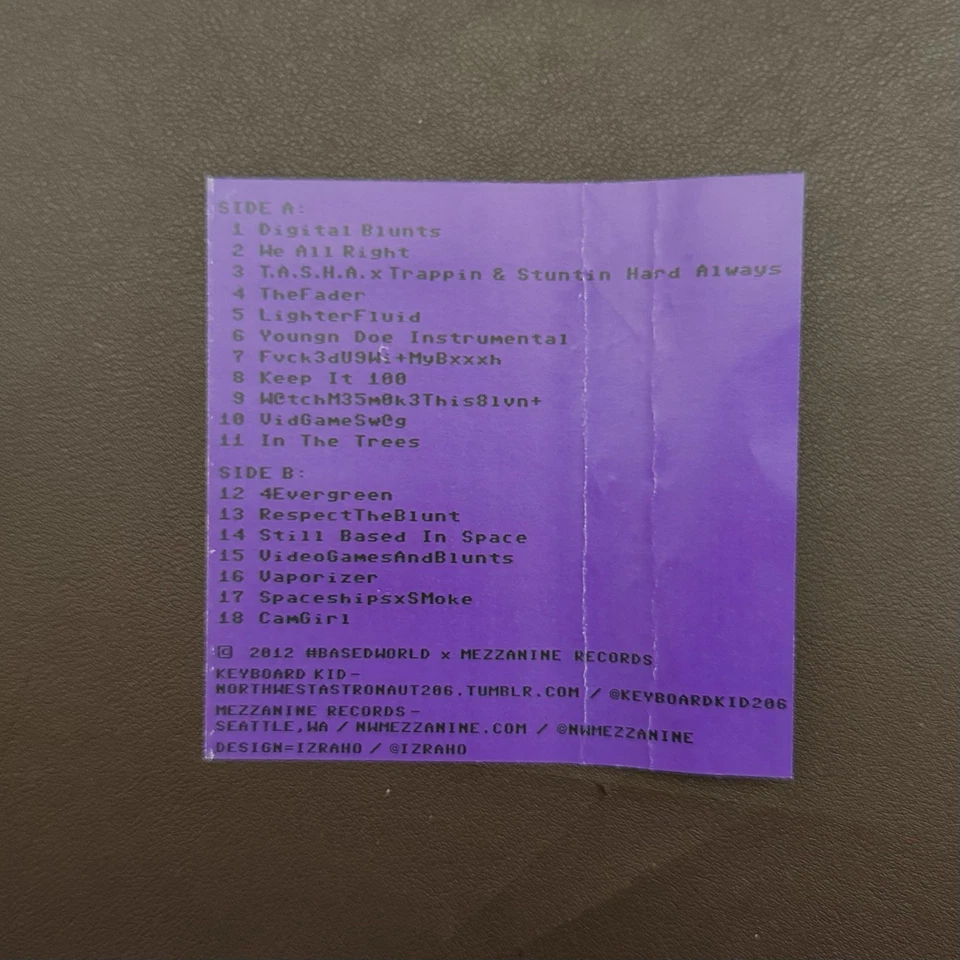 SIDE A:
1 Digital Blunts
2 We All Right
3 T.A.S.H.A. x Trappin & Stuntin Hard Always
4 TheFader
5 LighterFluid
6 Youngn Doe Instrumental
7 Fvck3dU9Wi+MyBxxxh
8 Keep It 100
9 W@tchM35m0k3This8lvn+
10 VidGameSw@g
11 In The Trees
SIDE B:
12 4Evergreen
13 RespectTheBlunt
14 Still Based In Space
15 VideoGamesAndBlunts
16 Vaporizer
17 SpaceshipsxSMoke
18 CamGirl
© 2012 #BASEDWORLD x MEZZANINE RECORDS
KEYBOARD KID-
NORTHWESTASTRONAUT206.TUMBLR.COM / @KEYBOARDKID206
MEZZANINE RECORDS-
SEATTLE,WA / NWMEZZANINE.COM / @NWMEZZANINE
DESIGN=IZRAHO / @IZRAHO